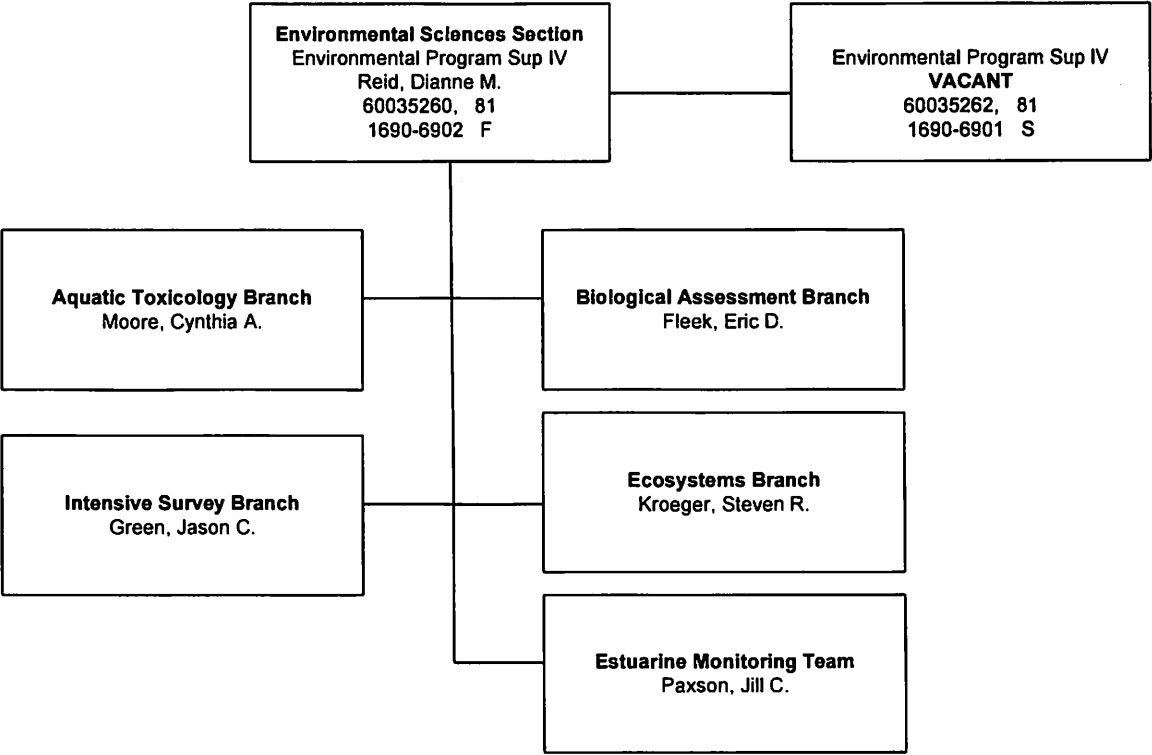 Environmental Sciences Section
Environmental Program Sup IV
Reid, Dianne M.
60035260, 81
1690-6902 F
Environmental Program Sup IV
VACANT
60035262, 81
1690-6901 S
Aquatic Toxicology Branch
Moore, Cynthia A.
Biological Assessment Branch
Fleek, Eric D.
Intensive Survey Branch
Green, Jason C.
Ecosystems Branch
Kroeger, Steven R.
Estuarine Monitoring Team
Paxson, Jill C.